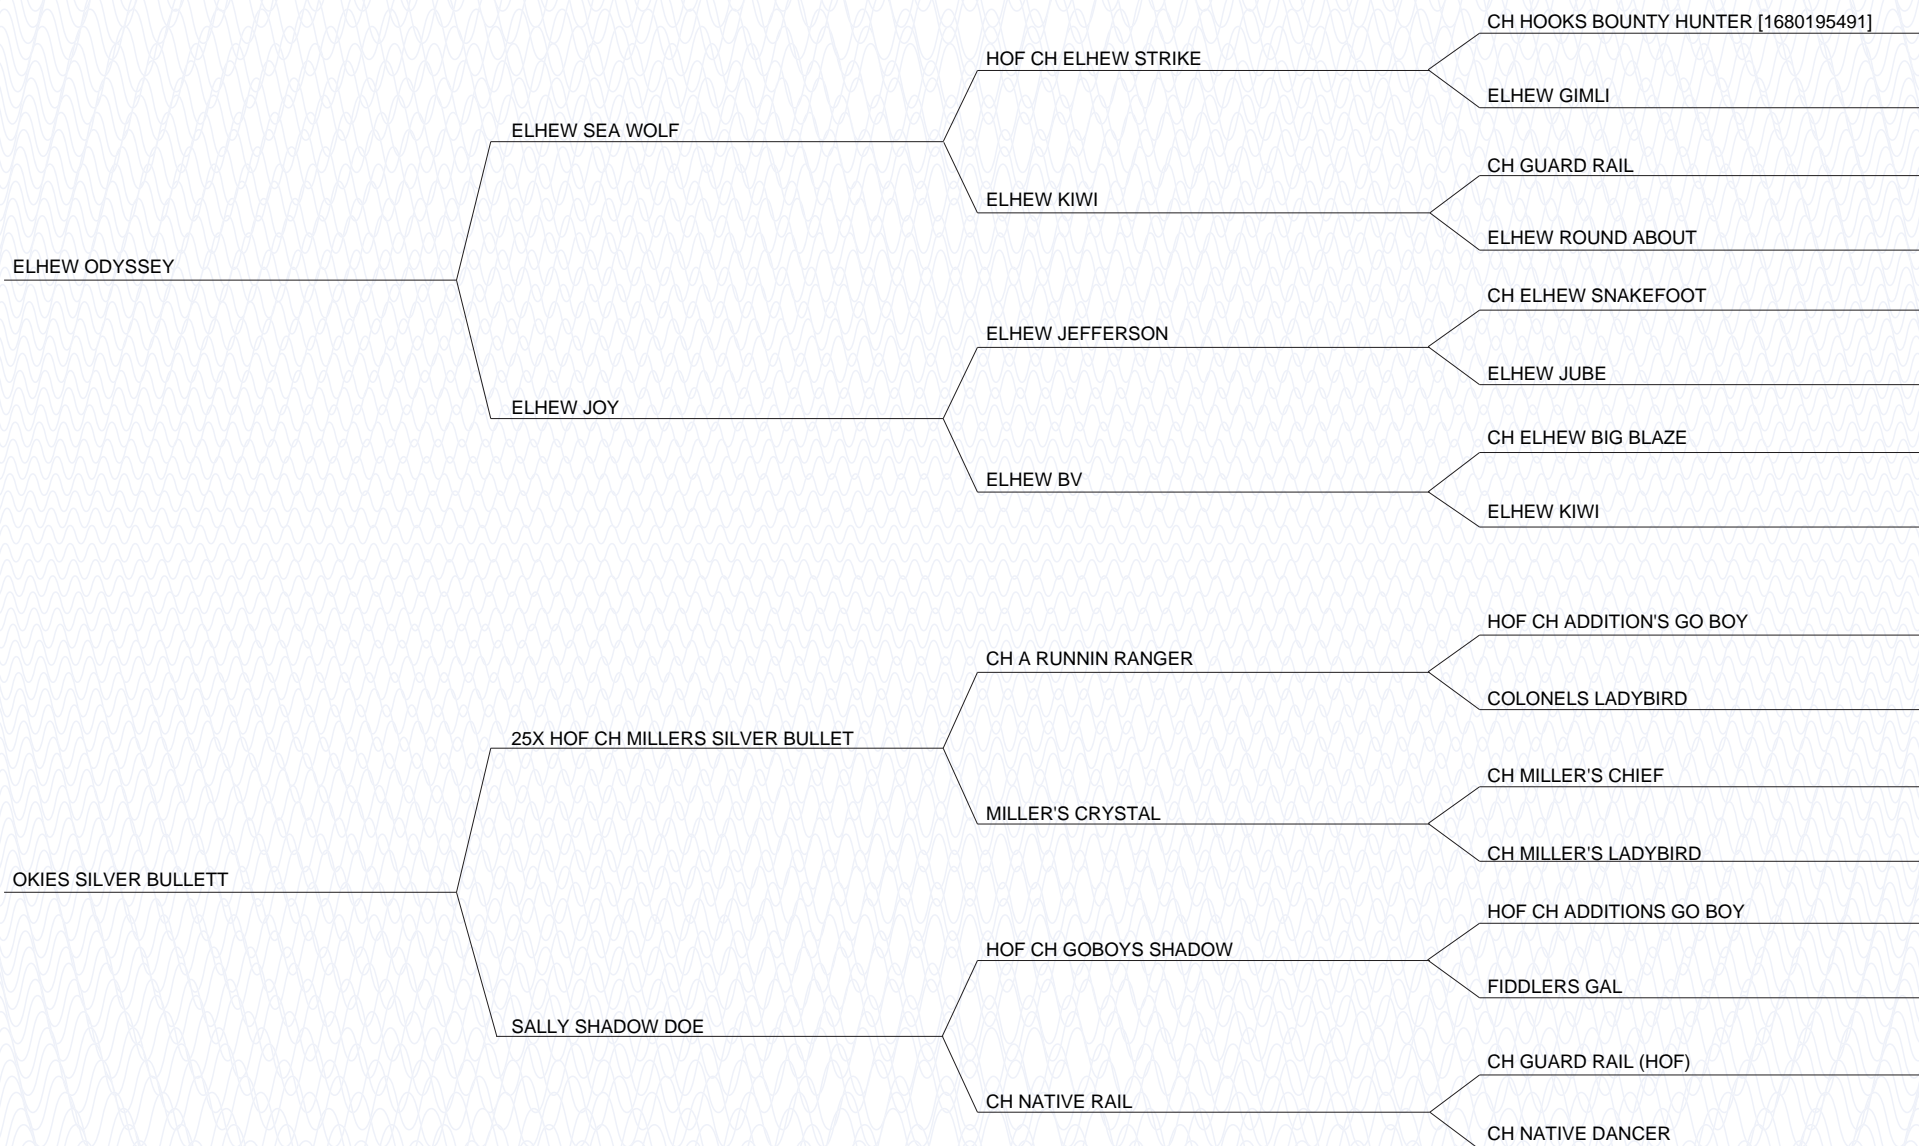 CH HOOKS BOUNTY HUNTER [1680195491]
HOF CH ELHEW STRIKE
ELHEW GIMLI
ELHEW SEA WOLF
CH GUARD RAIL
ELHEW KIWI
ELHEW ROUND ABOUT
ELHEW ODYSSEY
CH ELHEW SNAKEFOOT
ELHEW JEFFERSON
ELHEW JUBE
ELHEW JOY
CH ELHEW BIG BLAZE
ELHEW BV
ELHEW KIWI
HOF CH ADDITION'S GO BOY
CH A RUNNIN RANGER
COLONELS LADYBIRD
25X HOF CH MILLERS SILVER BULLET
CH MILLER'S CHIEF
MILLER'S CRYSTAL
CH MILLER'S LADYBIRD
OKIES SILVER BULLETT
HOF CH ADDITIONS GO BOY
HOF CH GOBOYS SHADOW
FIDDLERS GAL
SALLY SHADOW DOE
CH GUARD RAIL (HOF)
CH NATIVE RAIL
CH NATIVE DANCER